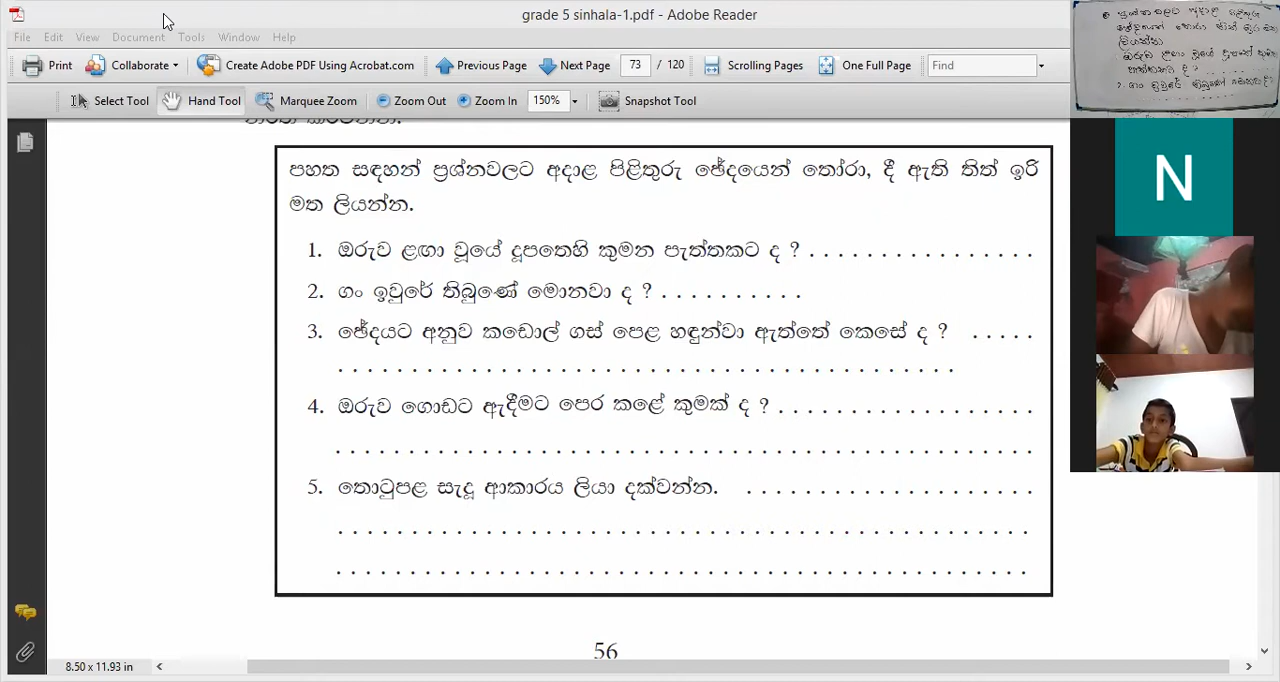 grade 5 sinhala-1.pdf - Adobe Reader
File Edit View Document Tools Window Help
Print Collaborate Create Adobe PDF Using Acrobat.com Previous Page Next Page 73 / 120 Scrolling Pages One Full Page Find
Select Tool Hand Tool Marquee Zoom Zoom Out Zoom In 150% Snapshot Tool
පහත සඳහන් ප්‍රශ්නවලට අදාළ පිළිතුරු ඡේදයෙන් තෝරා, දී ඇති තිත් ඉරි
මත ලියන්න.
1. ඔරුව ළඟා වූයේ දූපතෙහි කුමන පැත්තකට ද ? . . . . . . . . . . . . . . . .
2. ගං ඉවුරේ තිබුණේ මොනවා ද ? . . . . . . . . . .
3. ඡේදයට අනුව කඩොල් ගස් පෙළ හඳුන්වා ඇත්තේ කෙසේ ද ? . . . . .
. . . . . . . . . . . . . . . . . . . . . . . . . . . . . . . . . . . . . . . . . .
4. ඔරුව ගොඩට ඇදීමට පෙර කළේ කුමක් ද ? . . . . . . . . . . . . . . . . . .
. . . . . . . . . . . . . . . . . . . . . . . . . . . . . . . . . . . . . . . . . . . . . . . .
5. තොටුපළ සැදූ ආකාරය ලියා දක්වන්න. . . . . . . . . . . . . . . . . . . . .
. . . . . . . . . . . . . . . . . . . . . . . . . . . . . . . . . . . . . . . . . . . . . . .
. . . . . . . . . . . . . . . . . . . . . . . . . . . . . . . . . . . . . . . . . . . . . . .
56
8.50 x 11.93 in
N